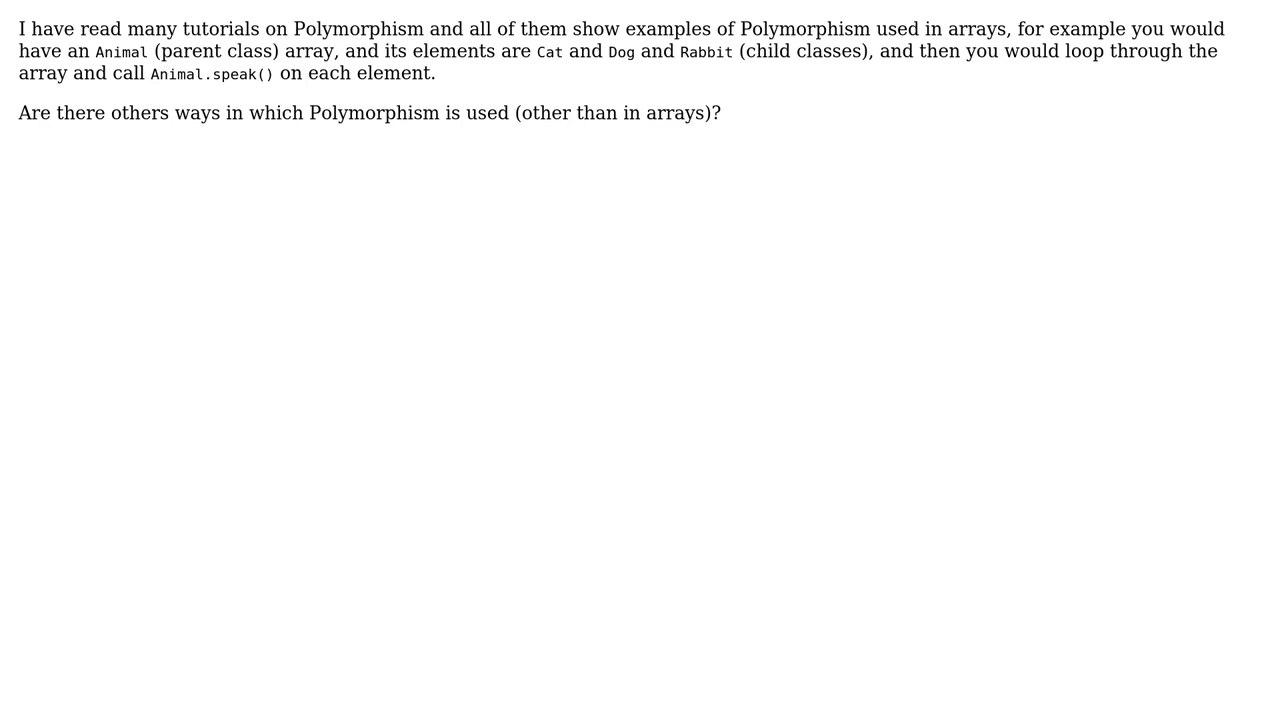 I have read many tutorials on Polymorphism and all of them show examples of Polymorphism used in arrays, for example you would
have an Animal (parent class) array, and its elements are Cat and Dog and Rabbit (child classes), and then you would loop through the
array and call Animal.speak() on each element.
Are there others ways in which Polymorphism is used (other than in arrays)?